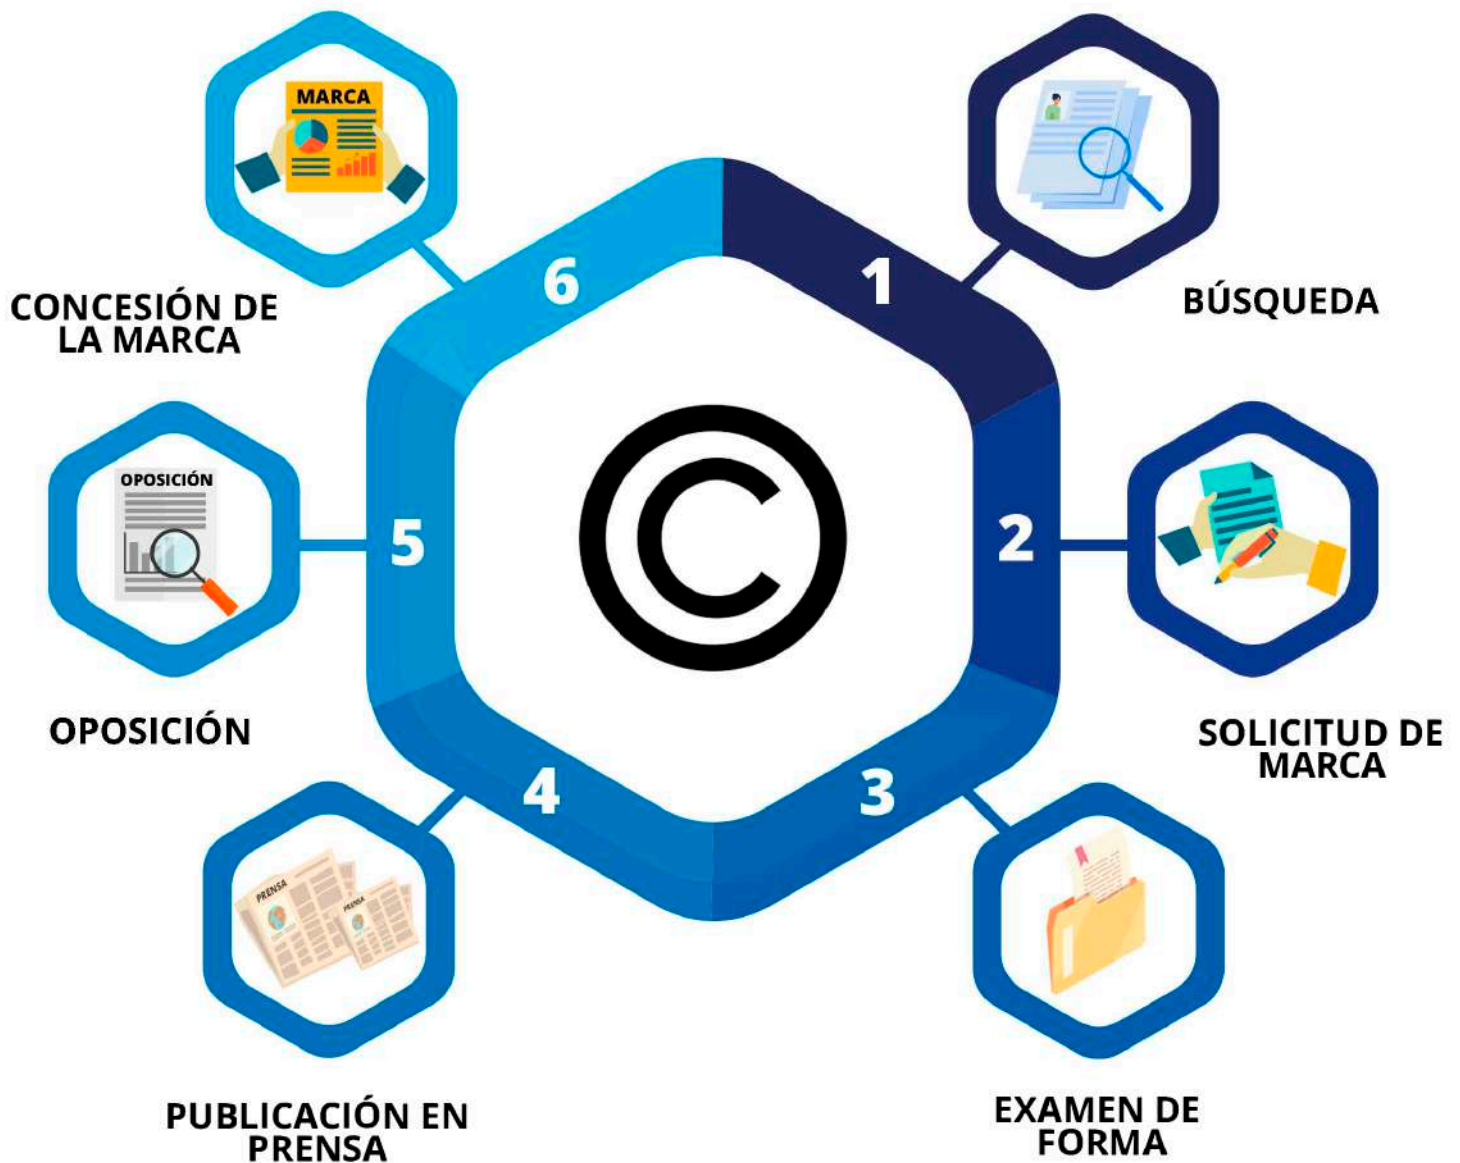 1
BÚSQUEDA
2
SOLICITUD DE
MARCA
3
EXAMEN DE
FORMA
4
PRENSA
PRENSA
PUBLICACIÓN EN
PRENSA
5
OPOSICIÓN
OPOSICIÓN
6
MARCA
CONCESIÓN DE
LA MARCA
©